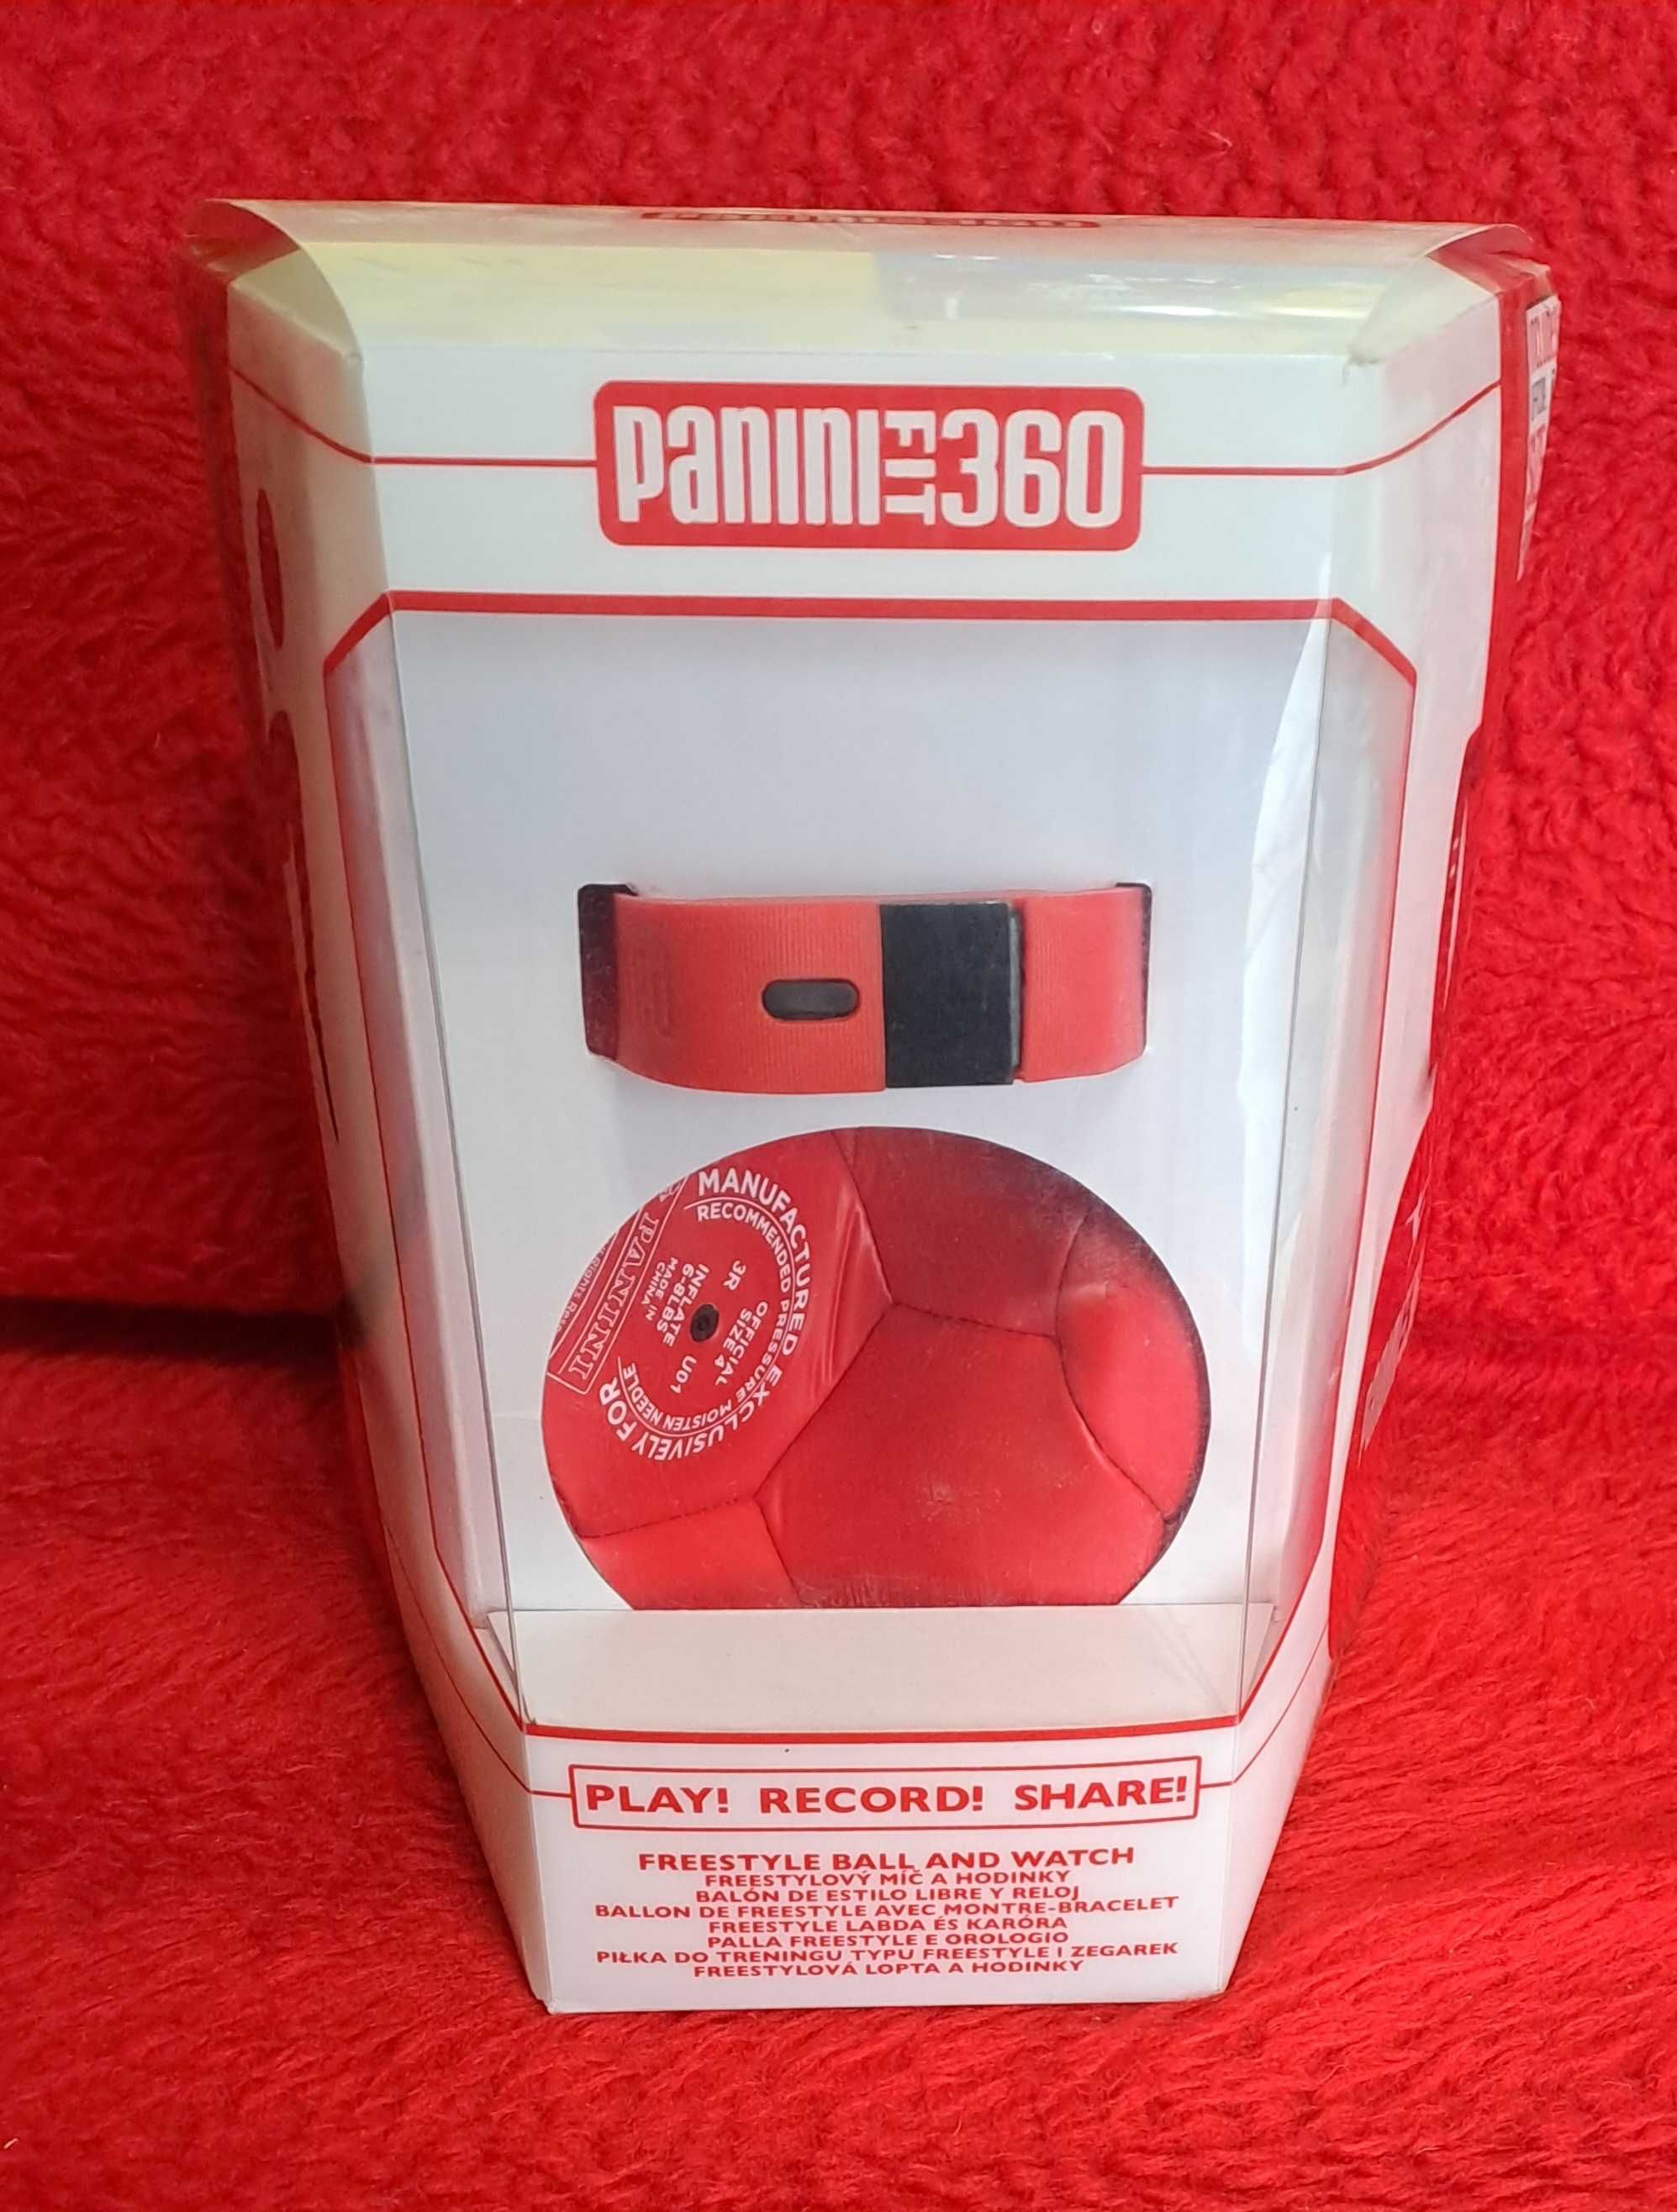 PANINI FIT 360
MANUFACTURED EXCLUSIVELY FOR
RECOMMENDED PRESSURE MOISTEN NEEDLE
3R
OFFICIAL
SIZE 4
INFLATE
6-8LBS
MADE IN
CHINA
U01
PANINI
PLAY! RECORD! SHARE!
FREESTYLE BALL AND WATCH
FREESTYLOVÝ MÍČ A HODINKY
BALÓN DE ESTILO LIBRE Y RELOJ
BALLON DE FREESTYLE AVEC MONTRE-BRACELET
FREESTYLE LABDA ÉS KARÓRA
PALLA FREESTYLE E OROLOGIO
PIŁKA DO TRENINGU TYPU FREESTYLE I ZEGAREK
FREESTYLOVÁ LOPTA A HODINKY